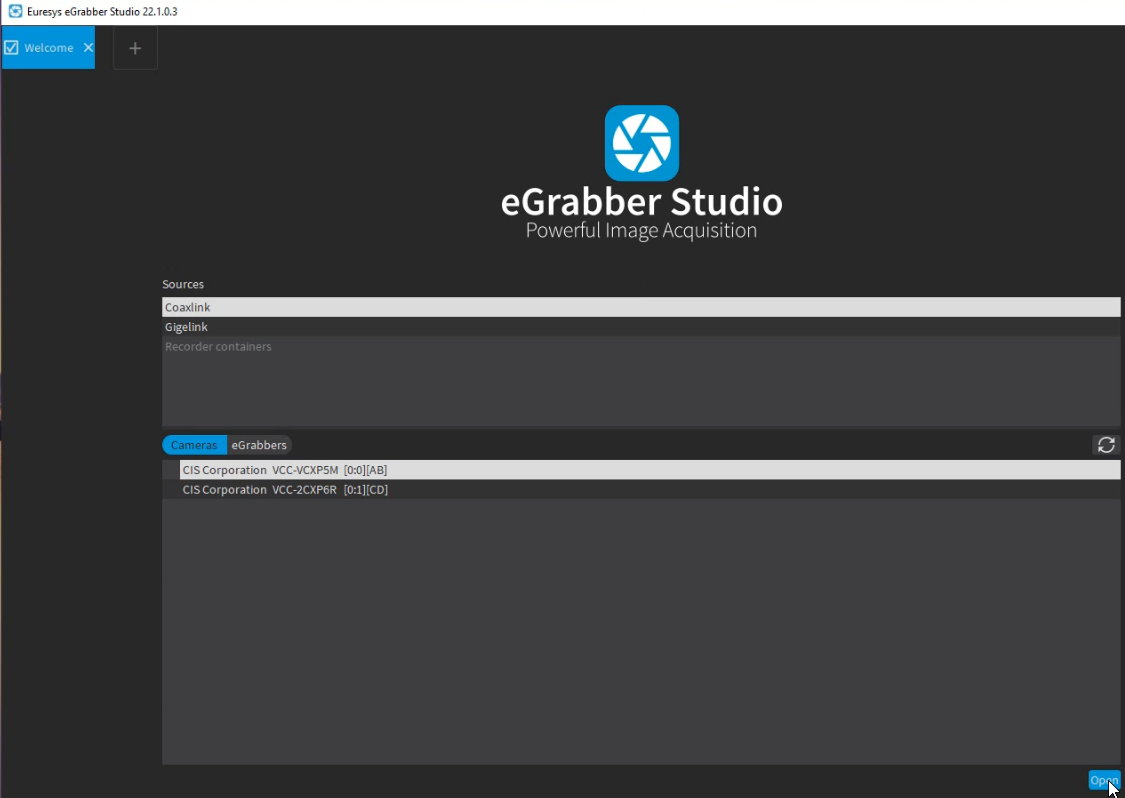 Euresys eGrabber Studio 22.1.0.3
Welcome
eGrabber Studio
Powerful Image Acquisition
Sources
Coaxlink
Gigelink
Recorder containers
Cameras eGrabbers
CIS Corporation VCC-VCXP5M [0:0][AB]
CIS Corporation VCC-2CXP6R [0:1][CD]
Open